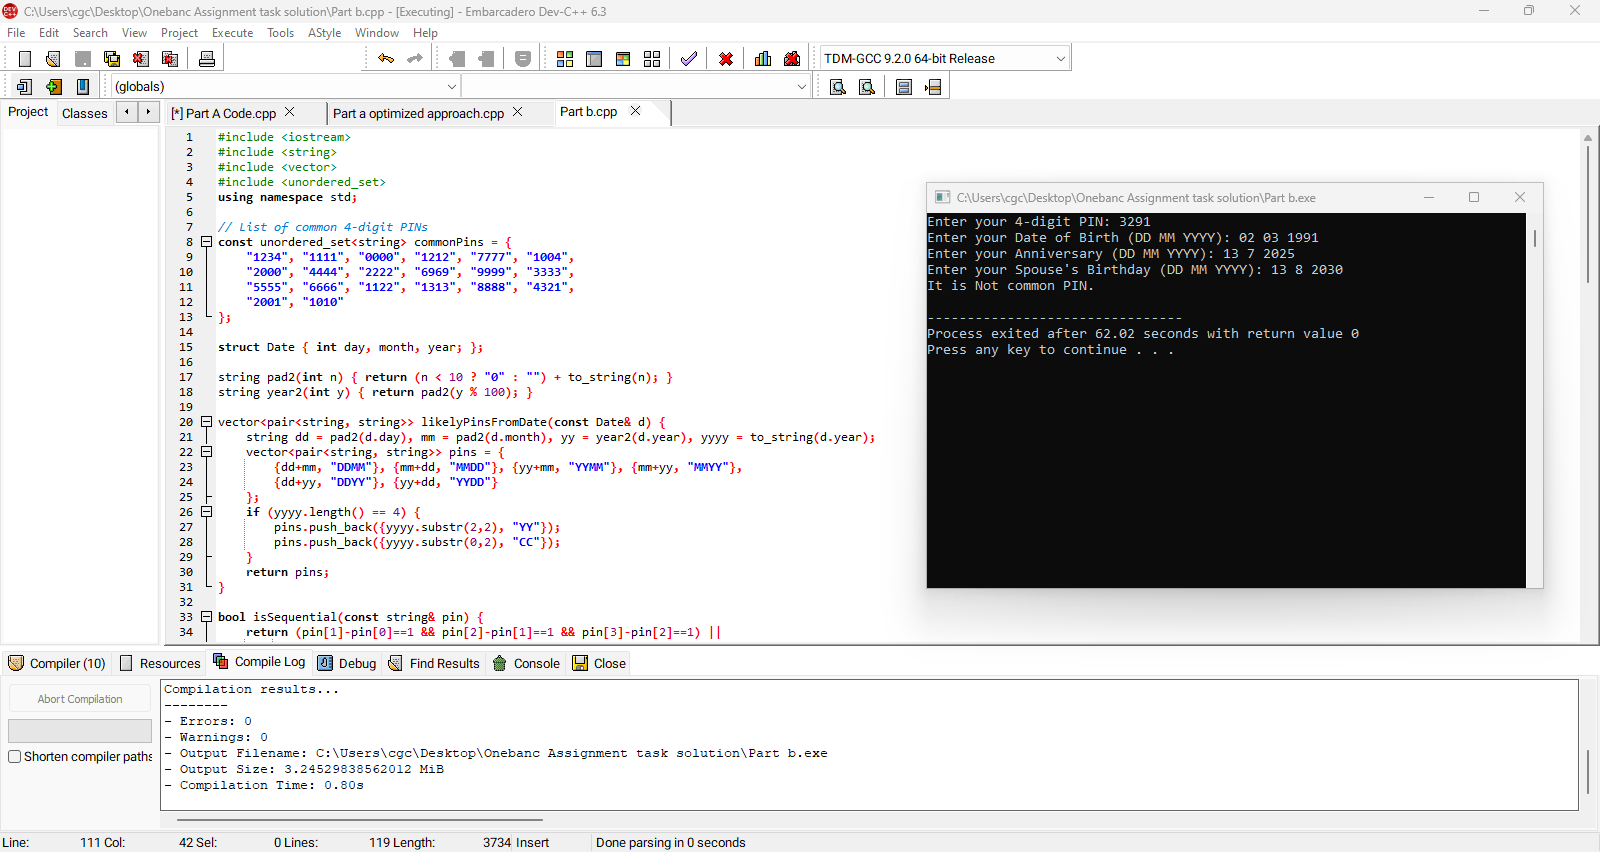 C:\Users\cgc\Desktop\Onebanc Assignment task solution\Part b.cpp - [Executing] - Embarcadero Dev-C++ 6.3
File Edit Search View Project Execute Tools AStyle Window Help
TDM-GCC 9.2.0 64-bit Release
(globals)
Project Classes [*] Part A Code.cpp Part a optimized approach.cpp Part b.cpp
1 #include <iostream>
2 #include <string>
3 #include <vector>
4 #include <unordered_set>
5 using namespace std;
6
7 // List of common 4-digit PINs
8 const unordered_set<string> commonPins = {
9 "1234", "1111", "0000", "1212", "7777", "1004",
10 "2000", "4444", "2222", "6969", "9999", "3333",
11 "5555", "6666", "1122", "1313", "8888", "4321",
12 "2001", "1010"
13 };
14
15 struct Date { int day, month, year; };
16
17 string pad2(int n) { return (n < 10 ? "0" : "") + to_string(n); }
18 string year2(int y) { return pad2(y % 100); }
19
20 vector<pair<string, string>> likelyPinsFromDate(const Date& d) {
21 string dd = pad2(d.day), mm = pad2(d.month), yy = year2(d.year), yyyy = to_string(d.year);
22 vector<pair<string, string>> pins = {
23 {dd+mm, "DDMM"}, {mm+dd, "MMDD"}, {yy+mm, "YYMM"}, {mm+yy, "MMYY"},
24 {dd+yy, "DDYY"}, {yy+dd, "YYDD"}
25 };
26 if (yyyy.length() == 4) {
27 pins.push_back({yyyy.substr(2,2), "YY"});
28 pins.push_back({yyyy.substr(0,2), "CC"});
29 }
30 return pins;
31 }
32
33 bool isSequential(const string& pin) {
34 return (pin[1]-pin[0]==1 && pin[2]-pin[1]==1 && pin[3]-pin[2]==1) ||
C:\Users\cgc\Desktop\Onebanc Assignment task solution\Part b.exe
Enter your 4-digit PIN: 3291
Enter your Date of Birth (DD MM YYYY): 02 03 1991
Enter your Anniversary (DD MM YYYY): 13 7 2025
Enter your Spouse's Birthday (DD MM YYYY): 13 8 2030
It is Not common PIN.
--------------------------------
Process exited after 62.02 seconds with return value 0
Press any key to continue . . .
Compiler (10) Resources Compile Log Debug Find Results Console Close
Abort Compilation
Shorten compiler paths
Compilation results...
--------
- Errors: 0
- Warnings: 0
- Output Filename: C:\Users\cgc\Desktop\Onebanc Assignment task solution\Part b.exe
- Output Size: 3.24529838562012 MiB
- Compilation Time: 0.80s
Line: 111 Col: 42 Sel: 0 Lines: 119 Length: 3734 Insert Done parsing in 0 seconds